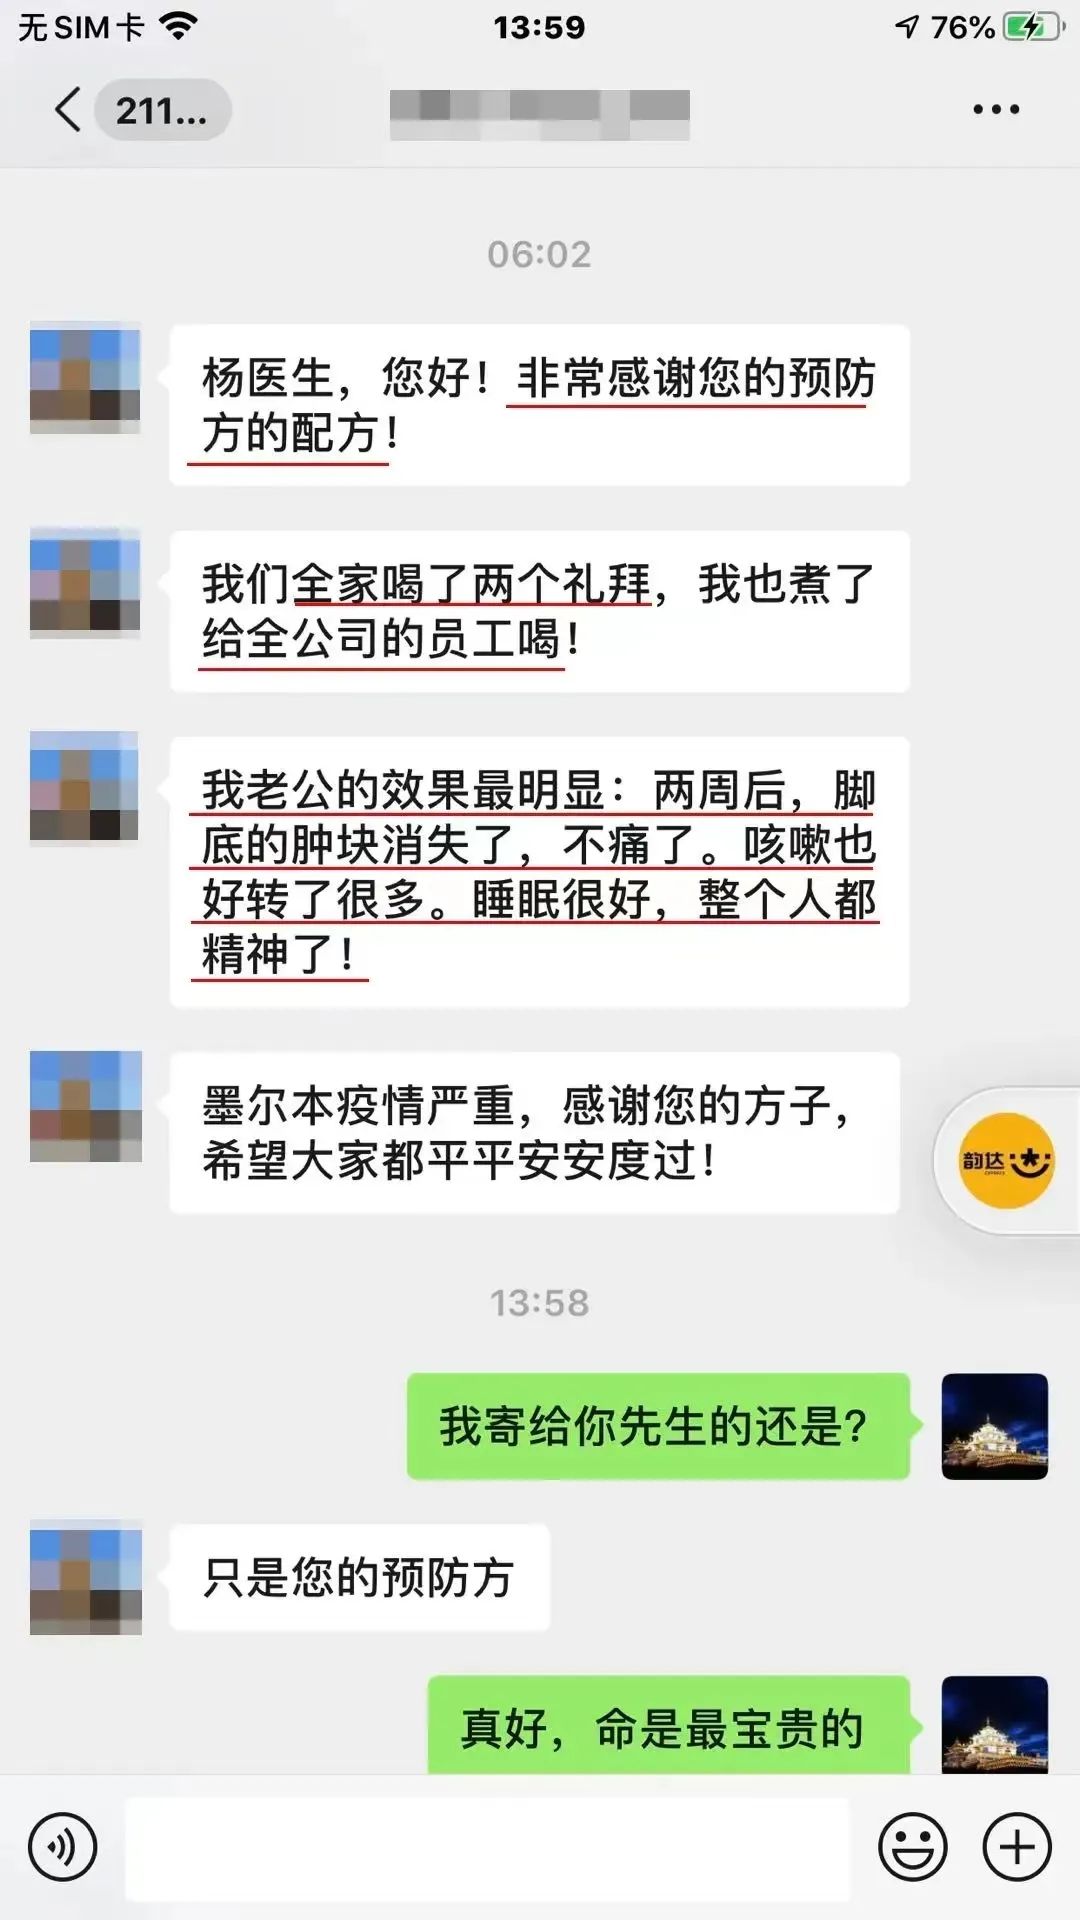 无SIM卡 13:59 76%
211...
06:02
杨医生，您好！非常感谢您的预防
方的配方！
我们全家喝了两个礼拜，我也煮了
给全公司的员工喝！
我老公的效果最明显：两周后，脚
底的肿块消失了，不痛了。咳嗽也
好转了很多。睡眠很好，整个人都
精神了！
墨尔本疫情严重，感谢您的方子，
希望大家都平平安安度过！
韵达
13:58
我寄给你先生的还是？
只是您的预防方
真好，命是最宝贵的